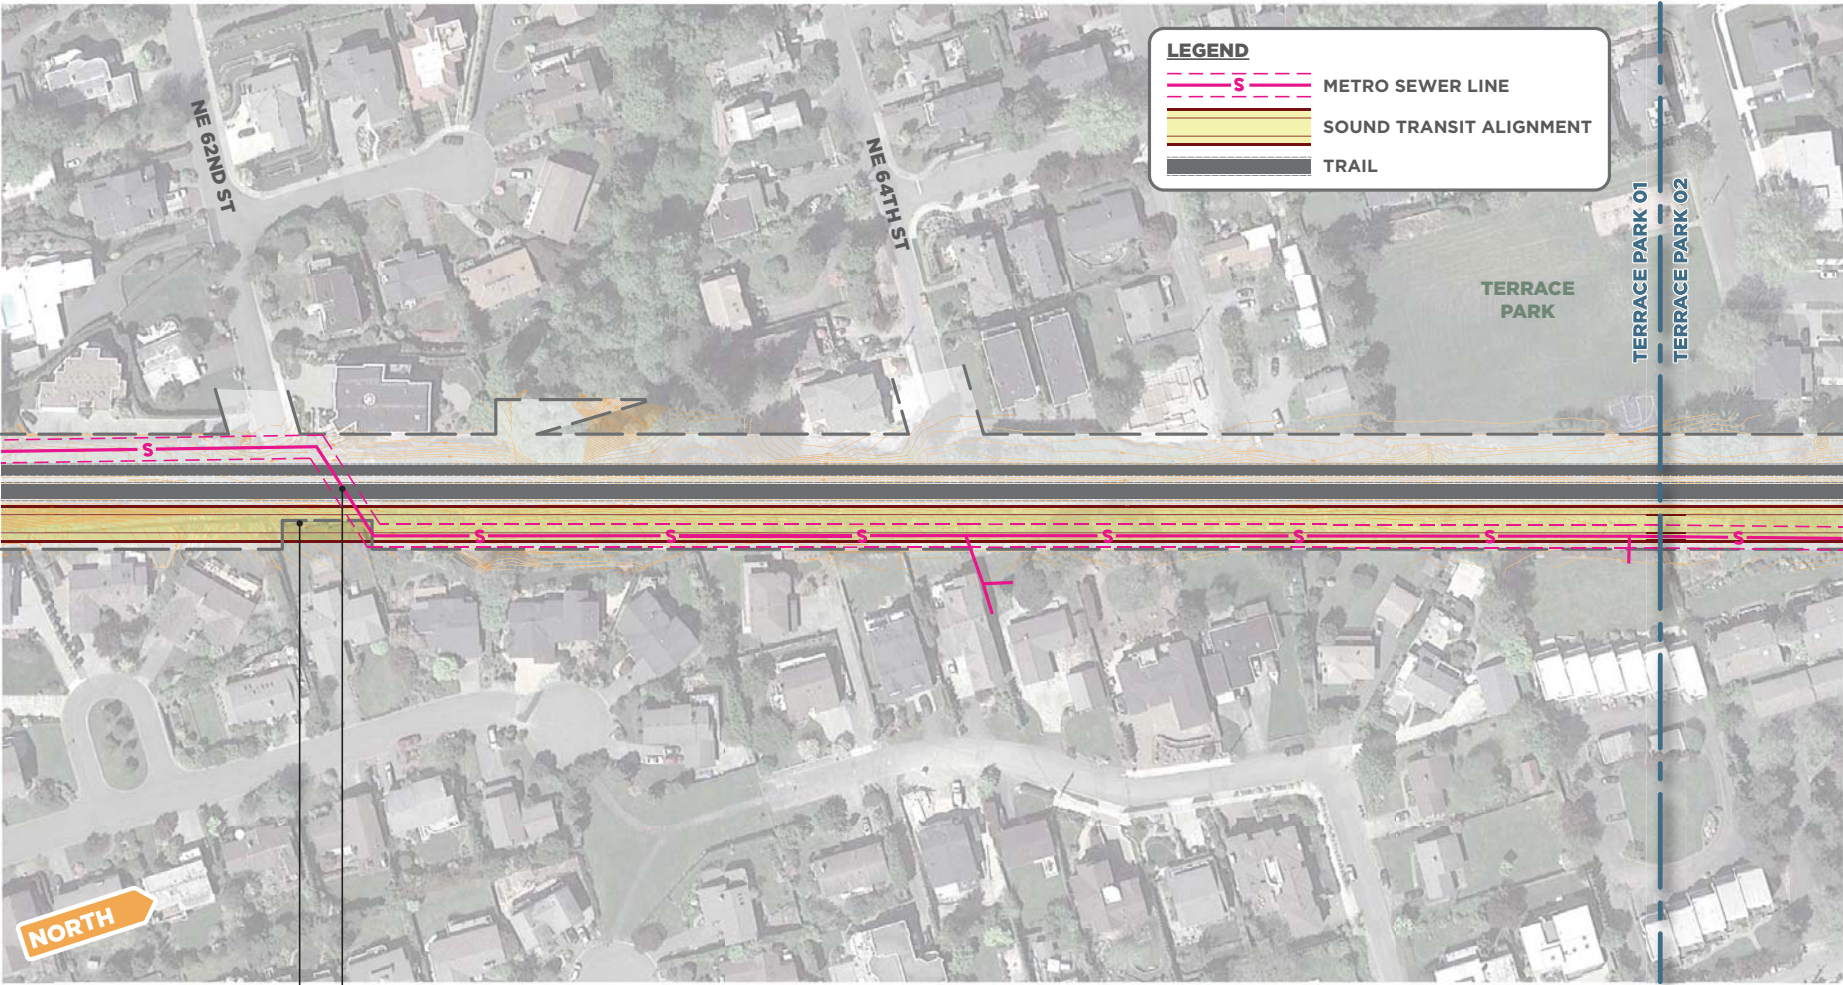 LEGEND
S METRO SEWER LINE
SOUND TRANSIT ALIGNMENT
TRAIL
NE 62ND ST
NE 64TH ST
TERRACE PARK 01
TERRACE PARK 02
TERRACE
PARK
S
S
S
S
S
S
S
S
NORTH